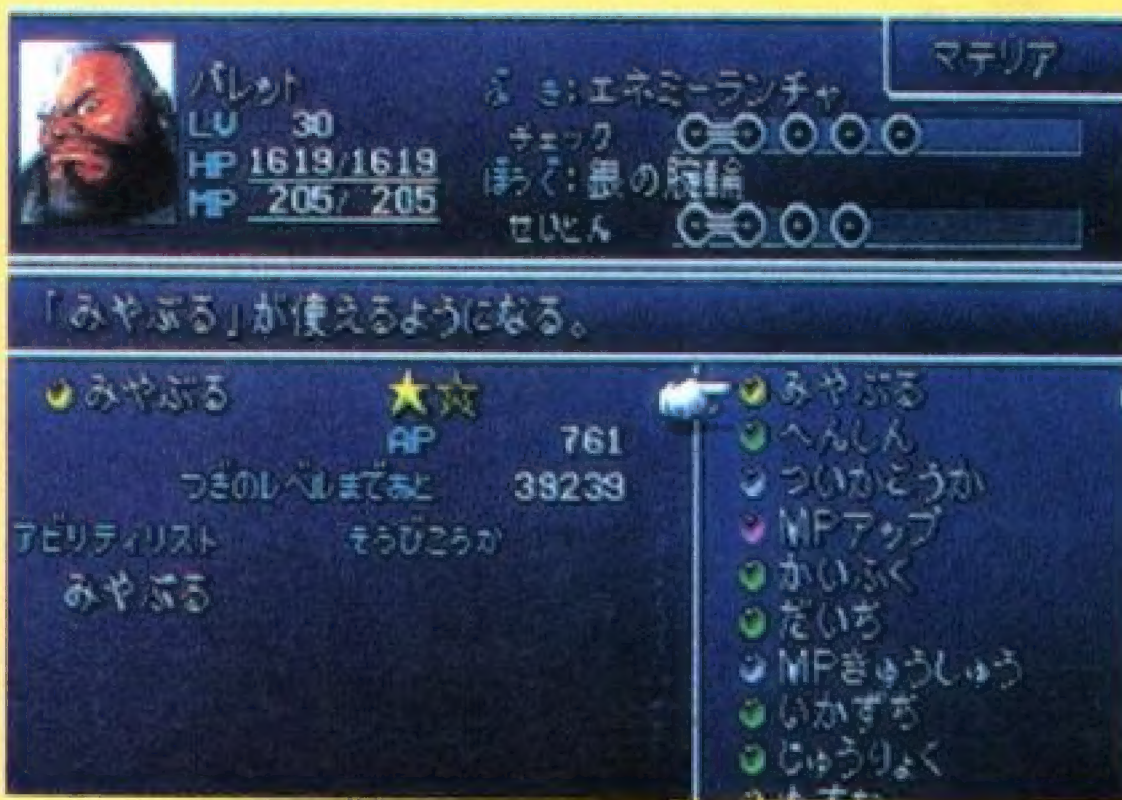 マテリア
バレット
LV 30
HP 1619/1619
MP 205/ 205
ぶ き:エネミーランチャ
チェック
ぼうぐ:銀の腕輪
せいとん
「みやぶる」が使えるようになる。
みやぶる ★☆
AP 761
つぎのレベルまであと 39239
アビリティリスト そうびこうか
みやぶる
みやぶる
へんしん
ついかこうか
MPアップ
かいふく
だいち
MPきゅうしゅう
いかずち
じゅうりょく